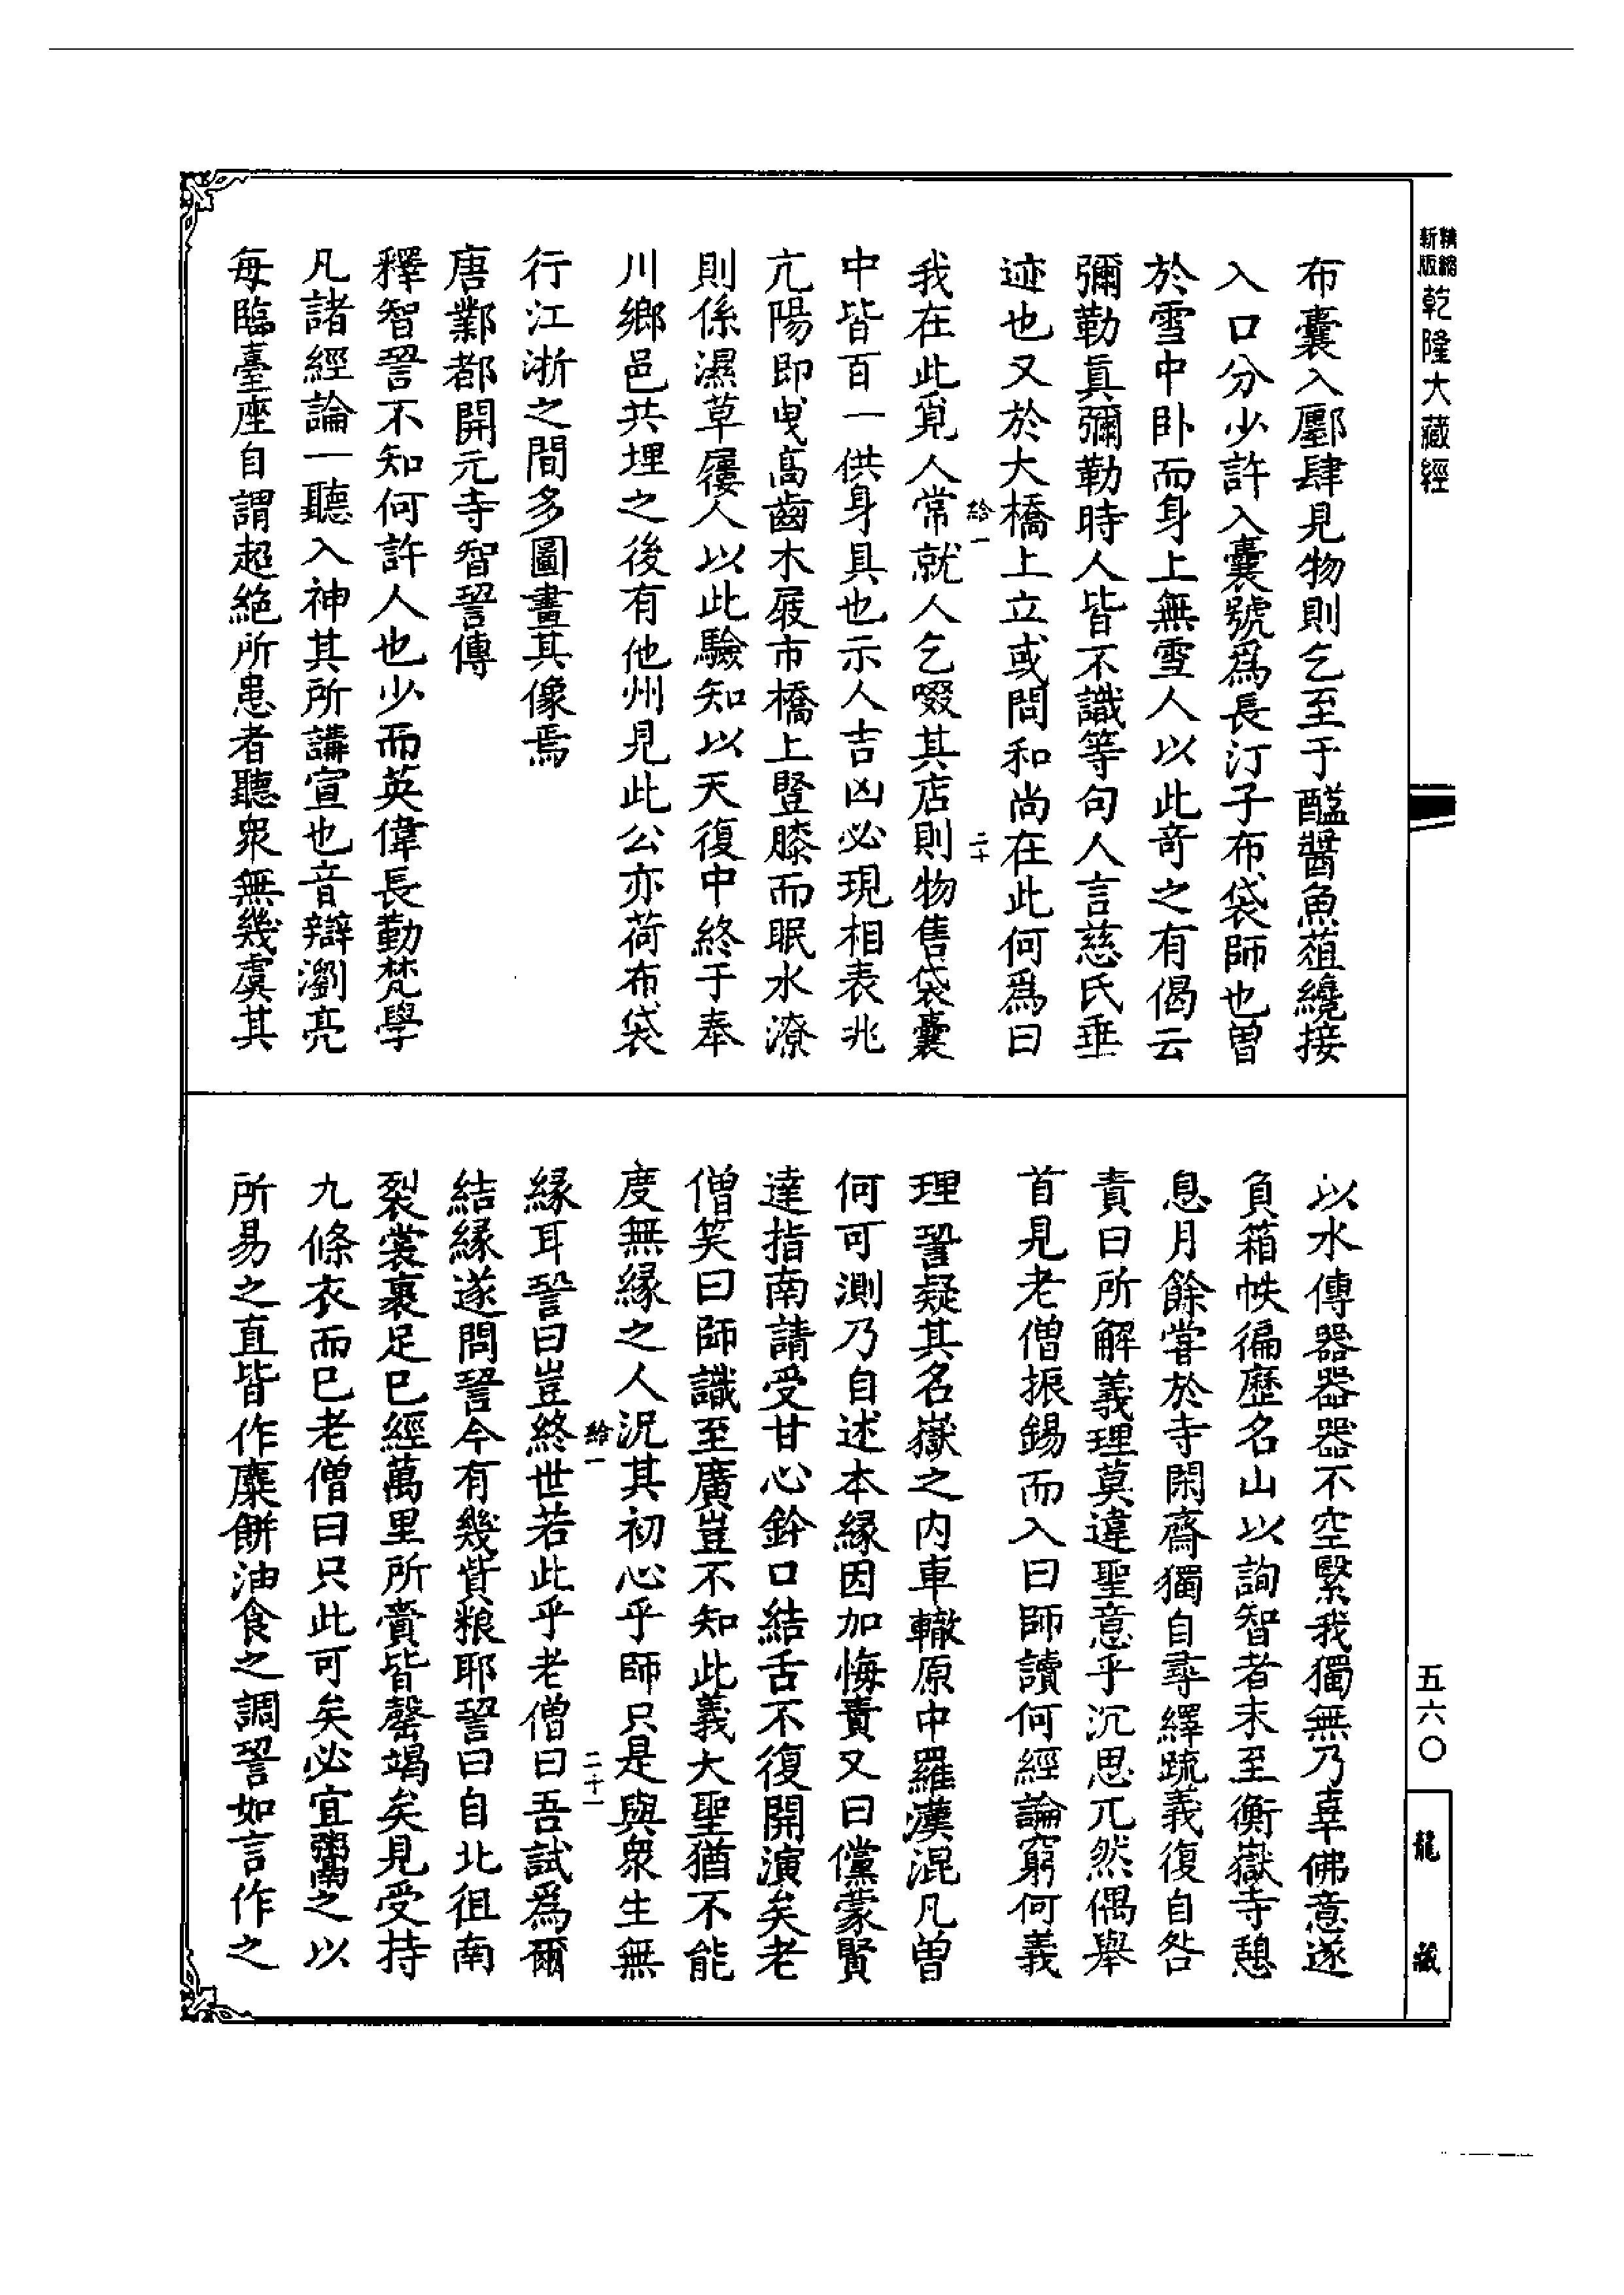 精縮新版
乾隆大藏經
布囊入鄽肆見物則乞至于醯醬魚葅纔接
入口分少許入囊號爲長汀子布袋師也曾
於雪中卧而身上無雪人以此奇之有偈云
彌勒眞彌勒時人皆不識等句人言慈氏垂
迹也又於大橋上立或問和尚在此何爲曰
給一
二十
我在此覓人常就人乞啜其店則物售袋囊
中皆百一供身具也示人吉凶必現相表兆
亢陽即曵高齒木屐市橋上豎膝而眠水潦
則係濕草屨人以此驗知以天復中終于奉
川鄉邑共埋之後有他州見此公亦荷布袋
行江浙之間多圖畫其像焉
唐鄴都開元寺智䛒傳
釋智䛒不知何許人也少而英偉長勤梵學
凡諸經論一聽入神其所講宣也音辯瀏亮
每臨臺座自謂超絕所患者聽衆無幾虞其
以水傳器器器不空緊我獨無乃辜佛意遂
負箱帙徧歷名山以詢智者末至衡嶽寺憩
息月餘嘗於寺閑齋獨自尋繹䟽義復自咎
責曰所解義理莫違聖意乎沉思兀然偶舉
首見老僧振錫而入曰師讀何經論窮何義
理䛒疑其名嶽之内車轍原中羅漢混凡曾
何可測乃自述本緣因加悔責又曰儻蒙賢
達指南請受甘心鈐口結舌不復開演矣老
僧笑曰師識至廣豈不知此義大聖猶不能
度無緣之人況其初心乎師只是與衆生無
給一
二十一
緣耳䛒曰豈終世若此乎老僧曰吾試爲爾
結緣遂問䛒今有幾貲粮耶䛒曰自北徂南
裂裳裹足已經萬里所賫皆罄竭矣見受持
九條衣而已老僧曰只此可矣必宜鬻之以
所易之直皆作糜餅油食之調䛒如言作之
五六〇
龍藏